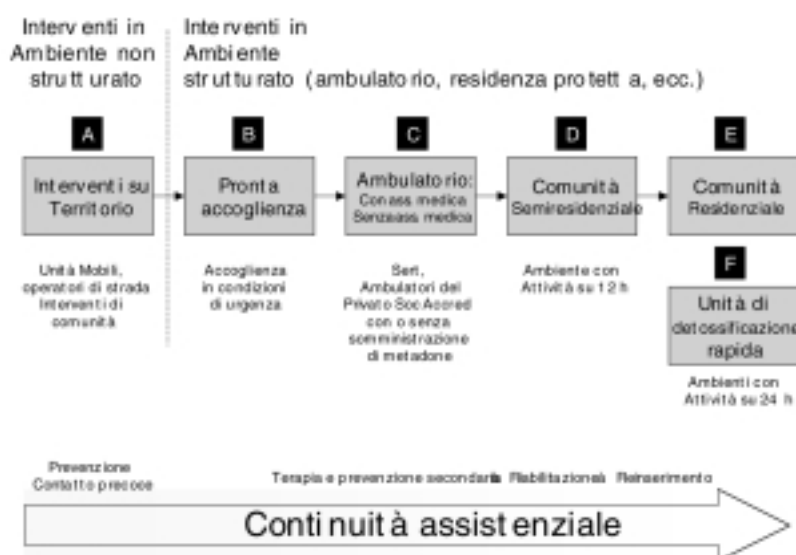 Interventi in
Ambiente non
strutturato
Interventi in
Ambiente
strutturato (ambulatorio, residenza protetta, ecc.)
A
B
C
D
E
Interventi su
Territorio
Pronta
accoglienza
Ambulatorio:
Con ass. medica
Senza ass. medica
Comunità
Semiresidenziale
Comunità
Residenziale
Unità Mobili,
operatori di strada
Interventi di
comunità
Accoglienza
in condizioni
di urgenza
Sert,
Ambulatori del
Privato Soc Accred
con o senza
somministrazione
di metadone
Ambiente con
Attività su 12 h
F
Unità di
detossificazione
rapida
Ambienti con
Attività su 24 h
Prevenzione
Contatto precoce
Terapia e prevenzione secondaria Riabilitazione Reinserimento
Continuità assistenziale